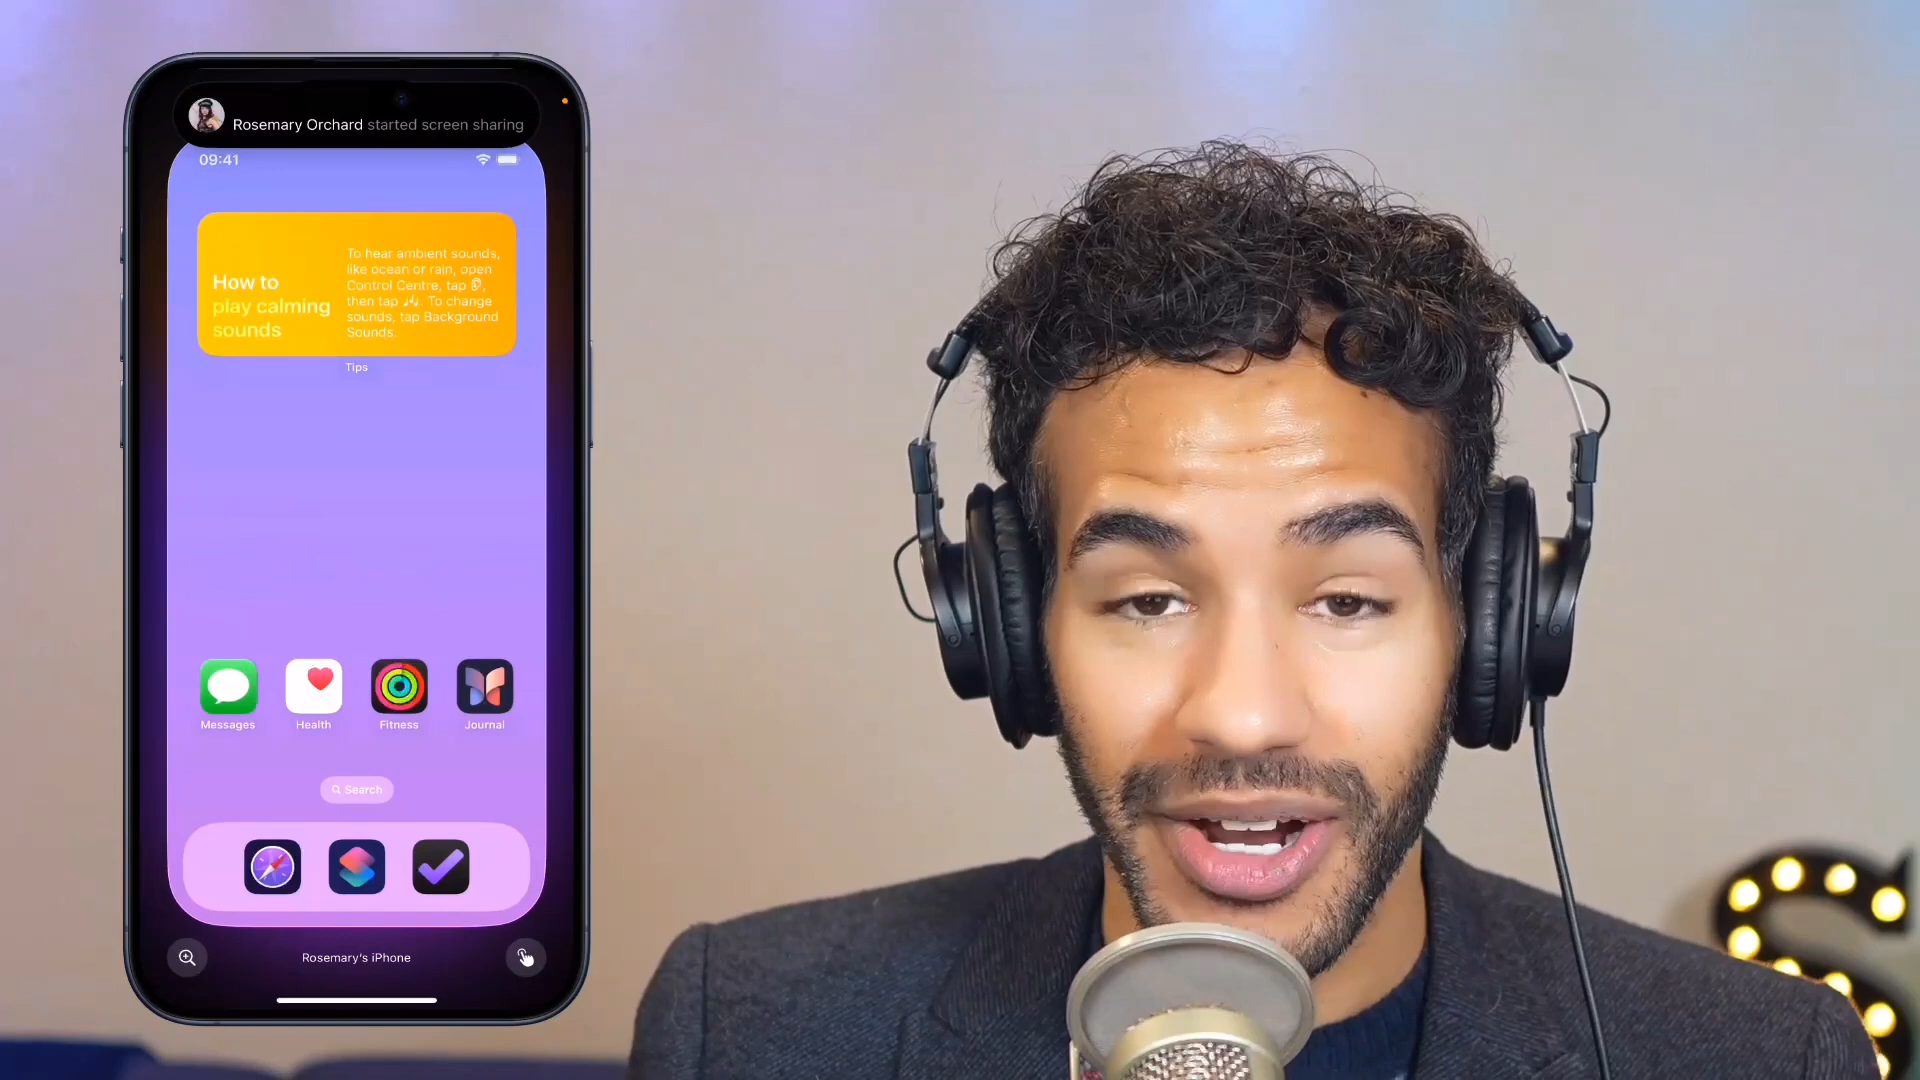 Rosemary Orchard started screen sharing
09:41
How to
play calming
sounds
To hear ambient sounds,
like ocean or rain, open
Control Centre, tap 👂,
then tap 🎶. To change
sounds, tap Background
Sounds.
Tips
Messages Health Fitness Journal
Search
Rosemary's iPhone
S